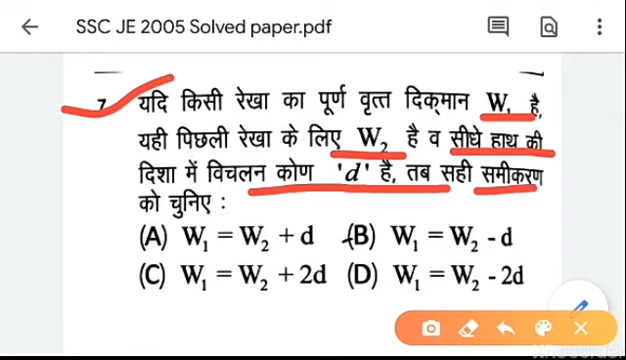 SSC JE 2005 Solved paper.pdf
7. यदि किसी रेखा का पूर्ण वृत्त दिक्‌मान W₁ है,
यही पिछली रेखा के लिए W₂ है व सीधे हाथ की
दिशा में विचलन कोण 'd' है, तब सही समीकरण
को चुनिए :
(A) W₁ = W₂ + d (B) W₁ = W₂ - d
(C) W₁ = W₂ + 2d (D) W₁ = W₂ - 2d
XRecorder